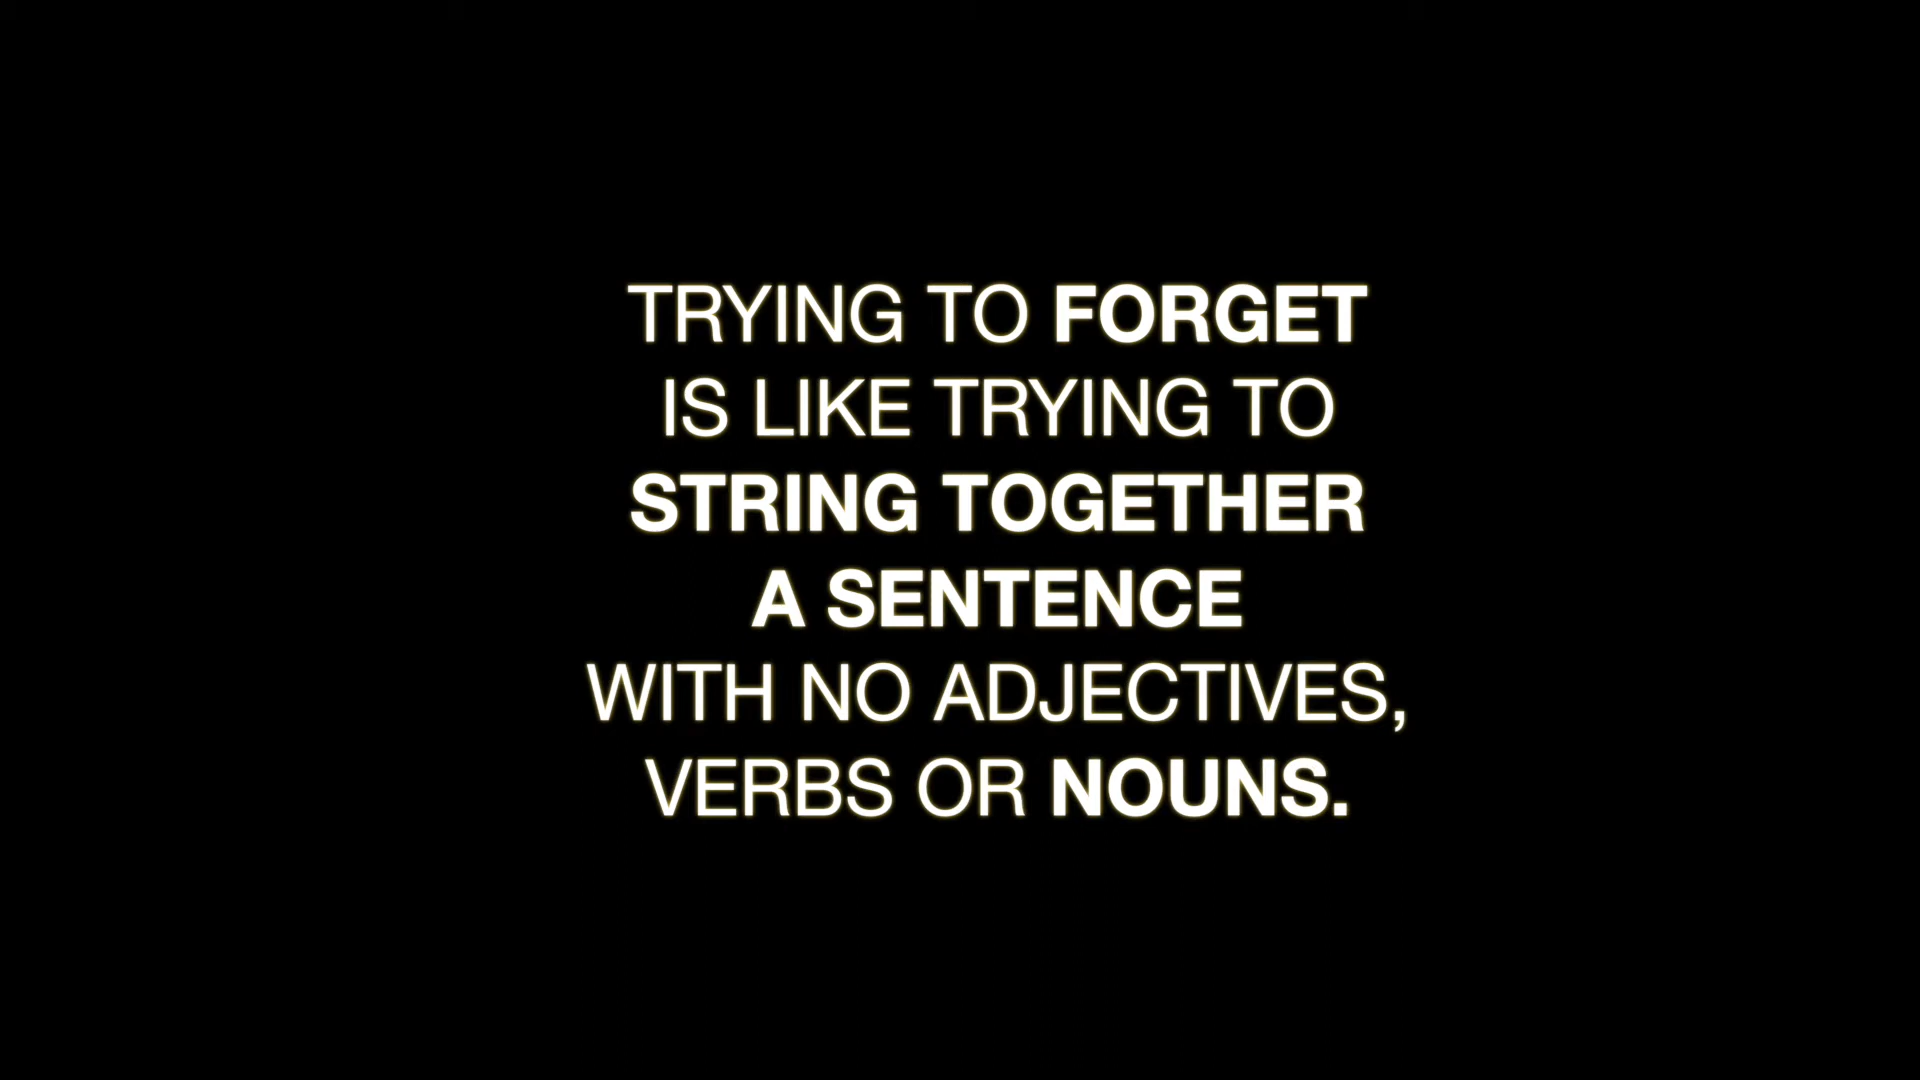 TRYING TO FORGET
IS LIKE TRYING TO
STRING TOGETHER
A SENTENCE
WITH NO ADJECTIVES,
VERBS OR NOUNS.